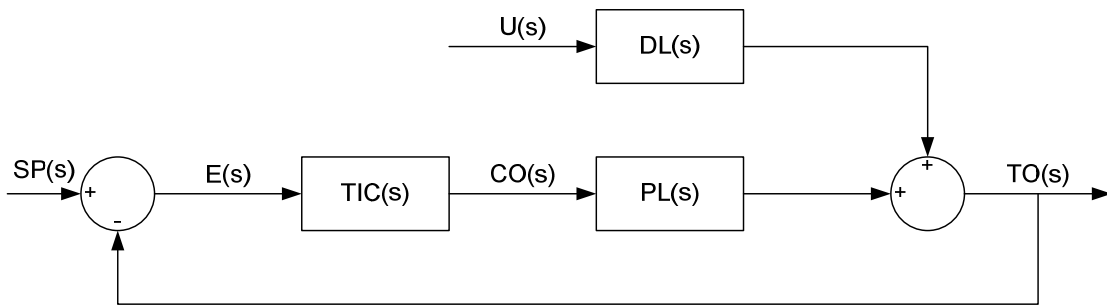 U(s)
DL(s)
SP(s)
+
-
E(s)
TIC(s)
CO(s)
PL(s)
+
+
TO(s)